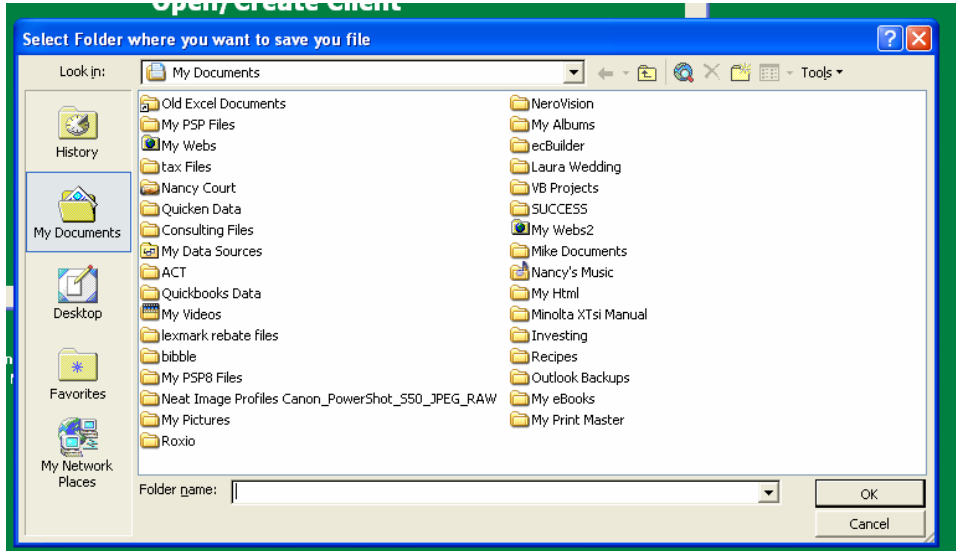 Open/Create Client
Select Folder where you want to save you file
Look in:
My Documents
Tools
History
My Documents
Desktop
Favorites
My Network
Places
Old Excel Documents
My PSP Files
My Webs
tax Files
Nancy Court
Quicken Data
Consulting Files
My Data Sources
ACT
Quickbooks Data
My Videos
lexmark rebate files
bibble
My PSP8 Files
Neat Image Profiles Canon_PowerShot_S50_JPEG_RAW
My Pictures
Roxio
NeroVision
My Albums
ecBuilder
Laura Wedding
VB Projects
SUCCESS
My Webs2
Mike Documents
Nancy's Music
My Html
Minolta XTsi Manual
Investing
Recipes
Outlook Backups
My eBooks
My Print Master
Folder name:
OK
Cancel